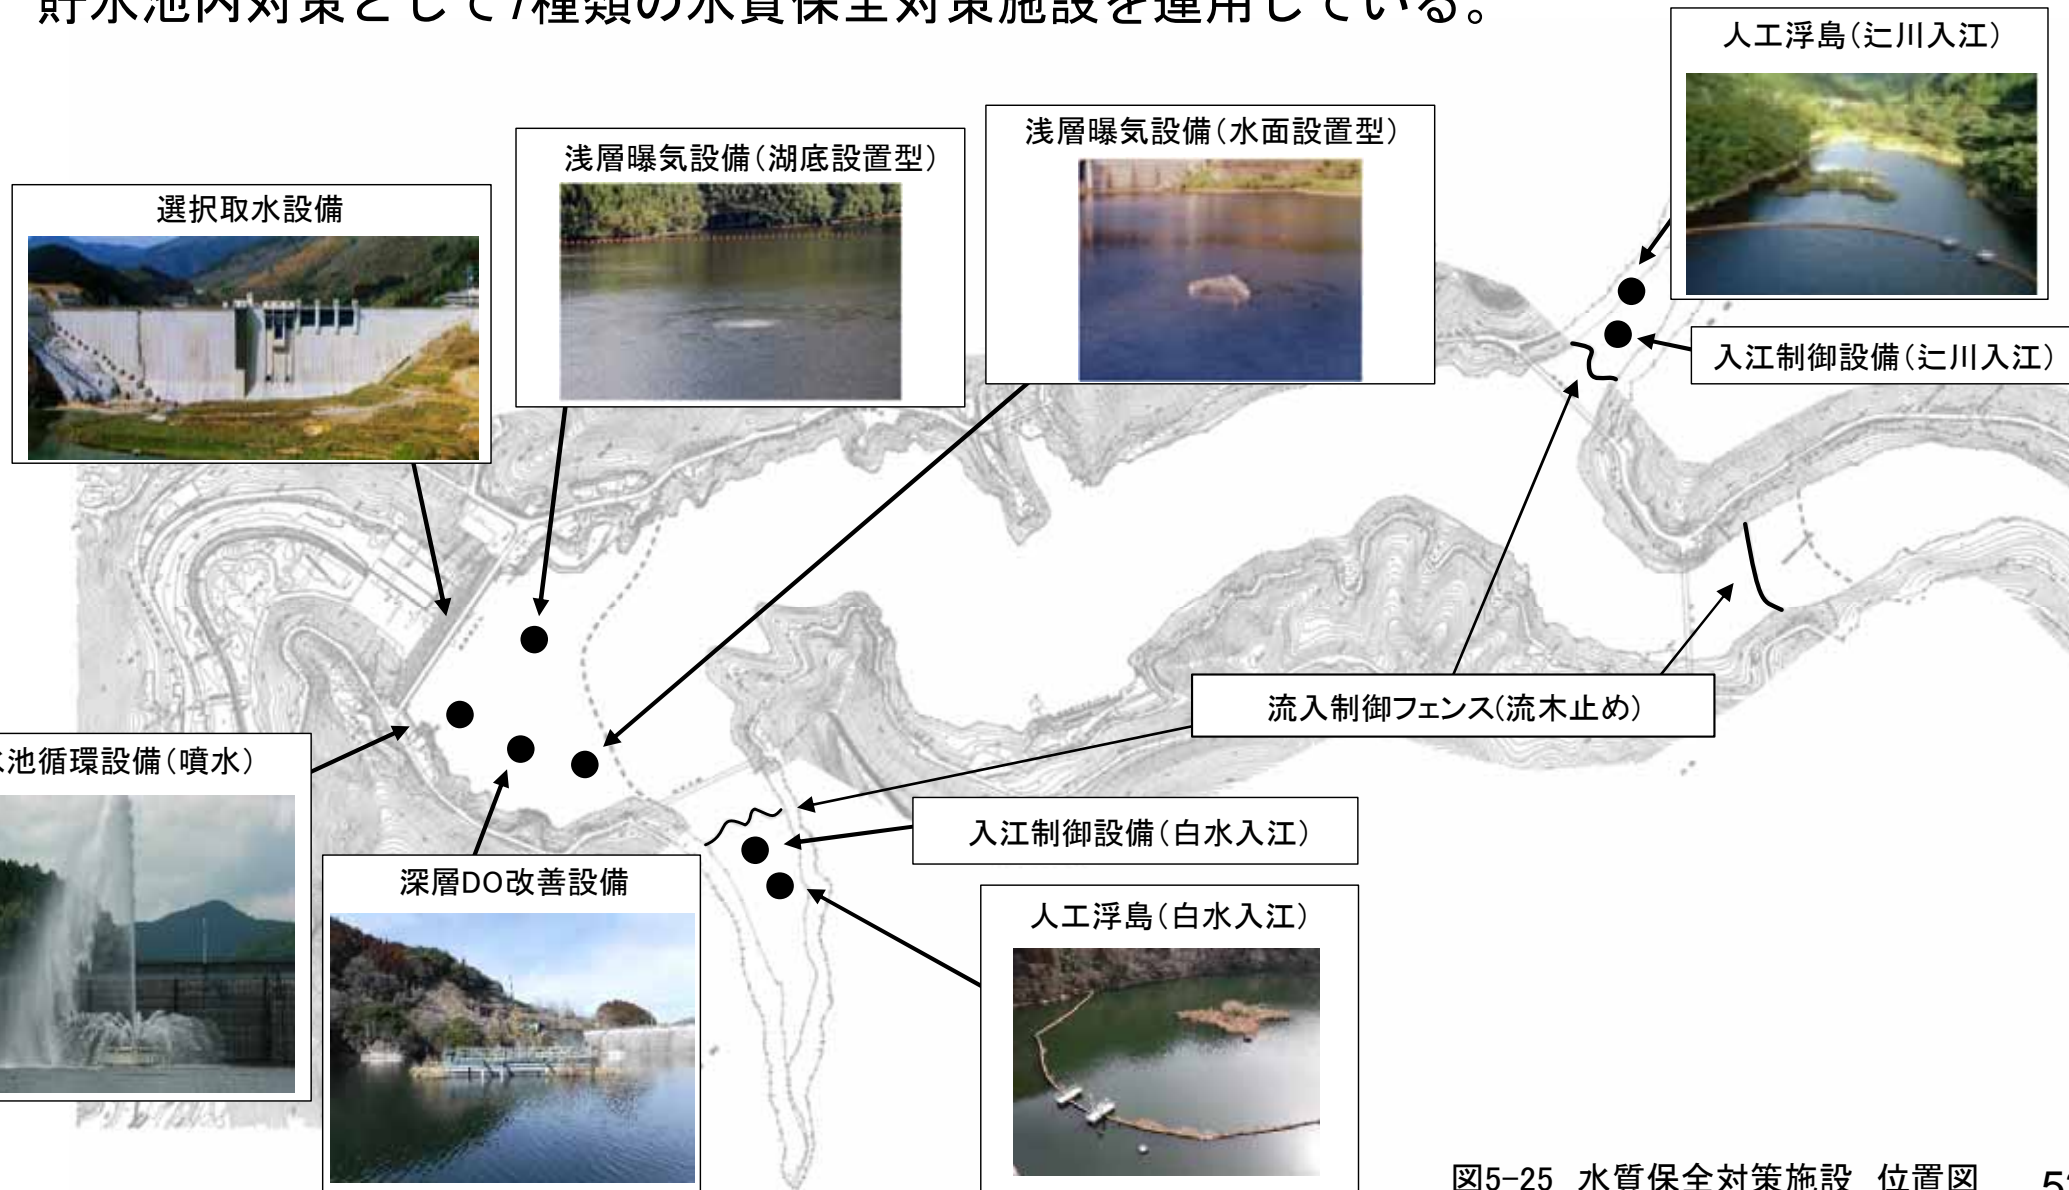 貯水池内対策として7種類の水質保全対策施設を運用している。
人工浮島（辻川入江）
浅層曝気設備（水面設置型）
浅層曝気設備（湖底設置型）
選択取水設備
入江制御設備（辻川入江）
流入制御フェンス(流木止め)
池循環設備（噴水）
入江制御設備（白水入江）
深層DO改善設備
人工浮島（白水入江）
図5-25 水質保全対策施設 位置図